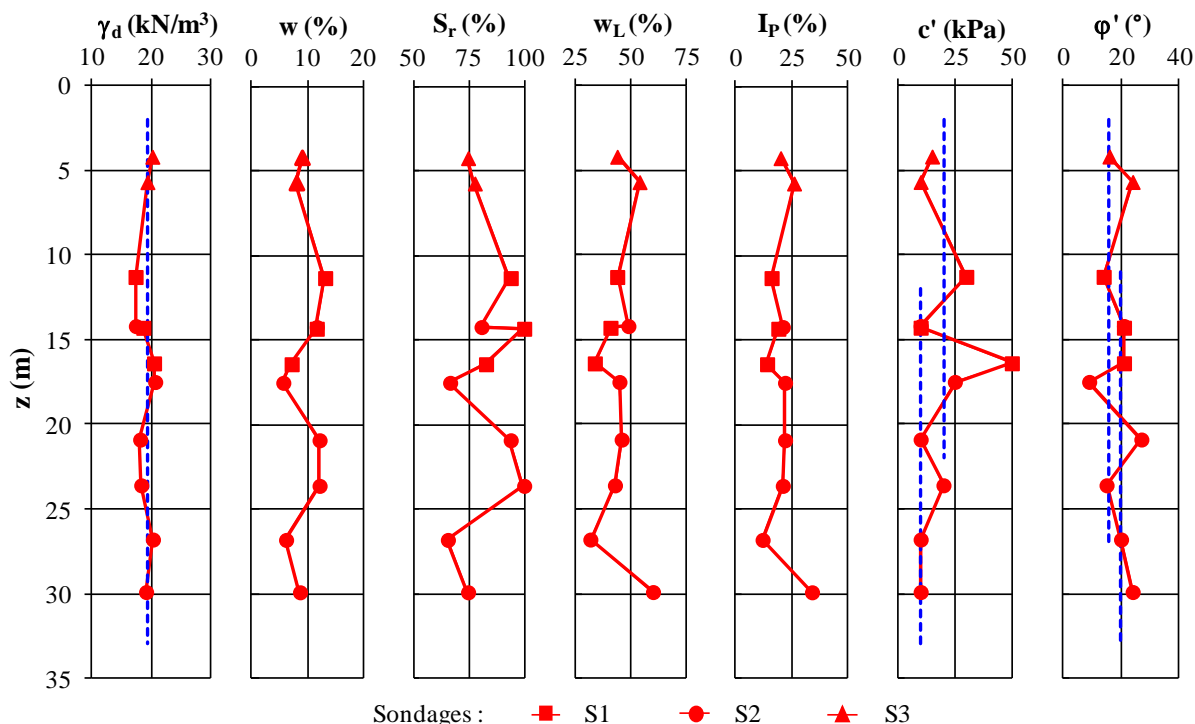 γd (kN/m³) w (%) Sr (%) wL (%) IP (%) c' (kPa) φ' (°)
10 20 30 0 10 20 50 75 100 25 50 75 0 25 50 0 25 50 0 20 40
0
5
10
15
20
25
30
35
z (m)
Sondages : S1 S2 S3